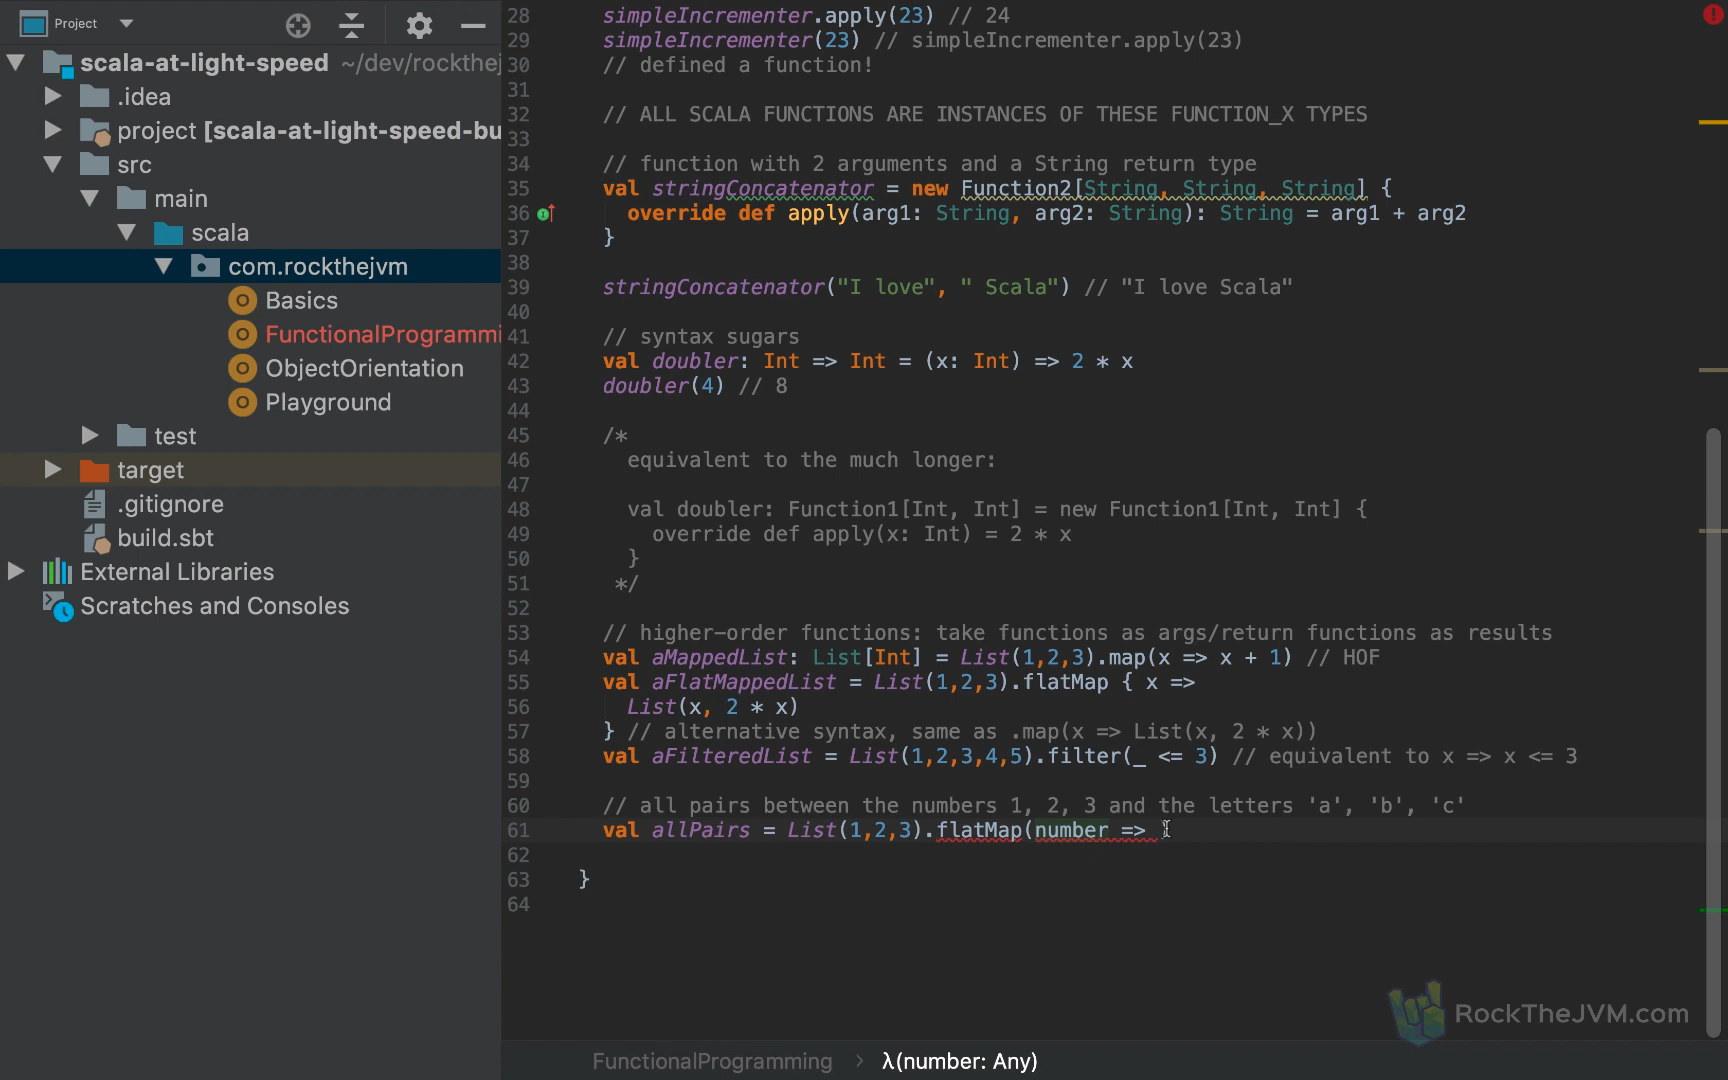 Project
scala-at-light-speed ~/dev/rockthej
.idea
project [scala-at-light-speed-bu
src
main
scala
com.rockthejvm
Basics
FunctionalProgrammi
ObjectOrientation
Playground
test
target
.gitignore
build.sbt
External Libraries
Scratches and Consoles
28 simpleIncrementer.apply(23) // 24
29 simpleIncrementer(23) // simpleIncrementer.apply(23)
30 // defined a function!
31
32 // ALL SCALA FUNCTIONS ARE INSTANCES OF THESE FUNCTION_X TYPES
33
34 // function with 2 arguments and a String return type
35 val stringConcatenator = new Function2[String, String, String] {
36 override def apply(arg1: String, arg2: String): String = arg1 + arg2
37 }
38
39 stringConcatenator("I love", " Scala") // "I love Scala"
40
41 // syntax sugars
42 val doubler: Int => Int = (x: Int) => 2 * x
43 doubler(4) // 8
44
45 /*
46 equivalent to the much longer:
47
48 val doubler: Function1[Int, Int] = new Function1[Int, Int] {
49 override def apply(x: Int) = 2 * x
50 }
51 */
52
53 // higher-order functions: take functions as args/return functions as results
54 val aMappedList: List[Int] = List(1,2,3).map(x => x + 1) // HOF
55 val aFlatMappedList = List(1,2,3).flatMap { x =>
56 List(x, 2 * x)
57 } // alternative syntax, same as .map(x => List(x, 2 * x))
58 val aFilteredList = List(1,2,3,4,5).filter(_ <= 3) // equivalent to x => x <= 3
59
60 // all pairs between the numbers 1, 2, 3 and the letters 'a', 'b', 'c'
61 val allPairs = List(1,2,3).flatMap(number => )
62
63 }
64
RockTheJVM.com
FunctionalProgramming > λ(number: Any)